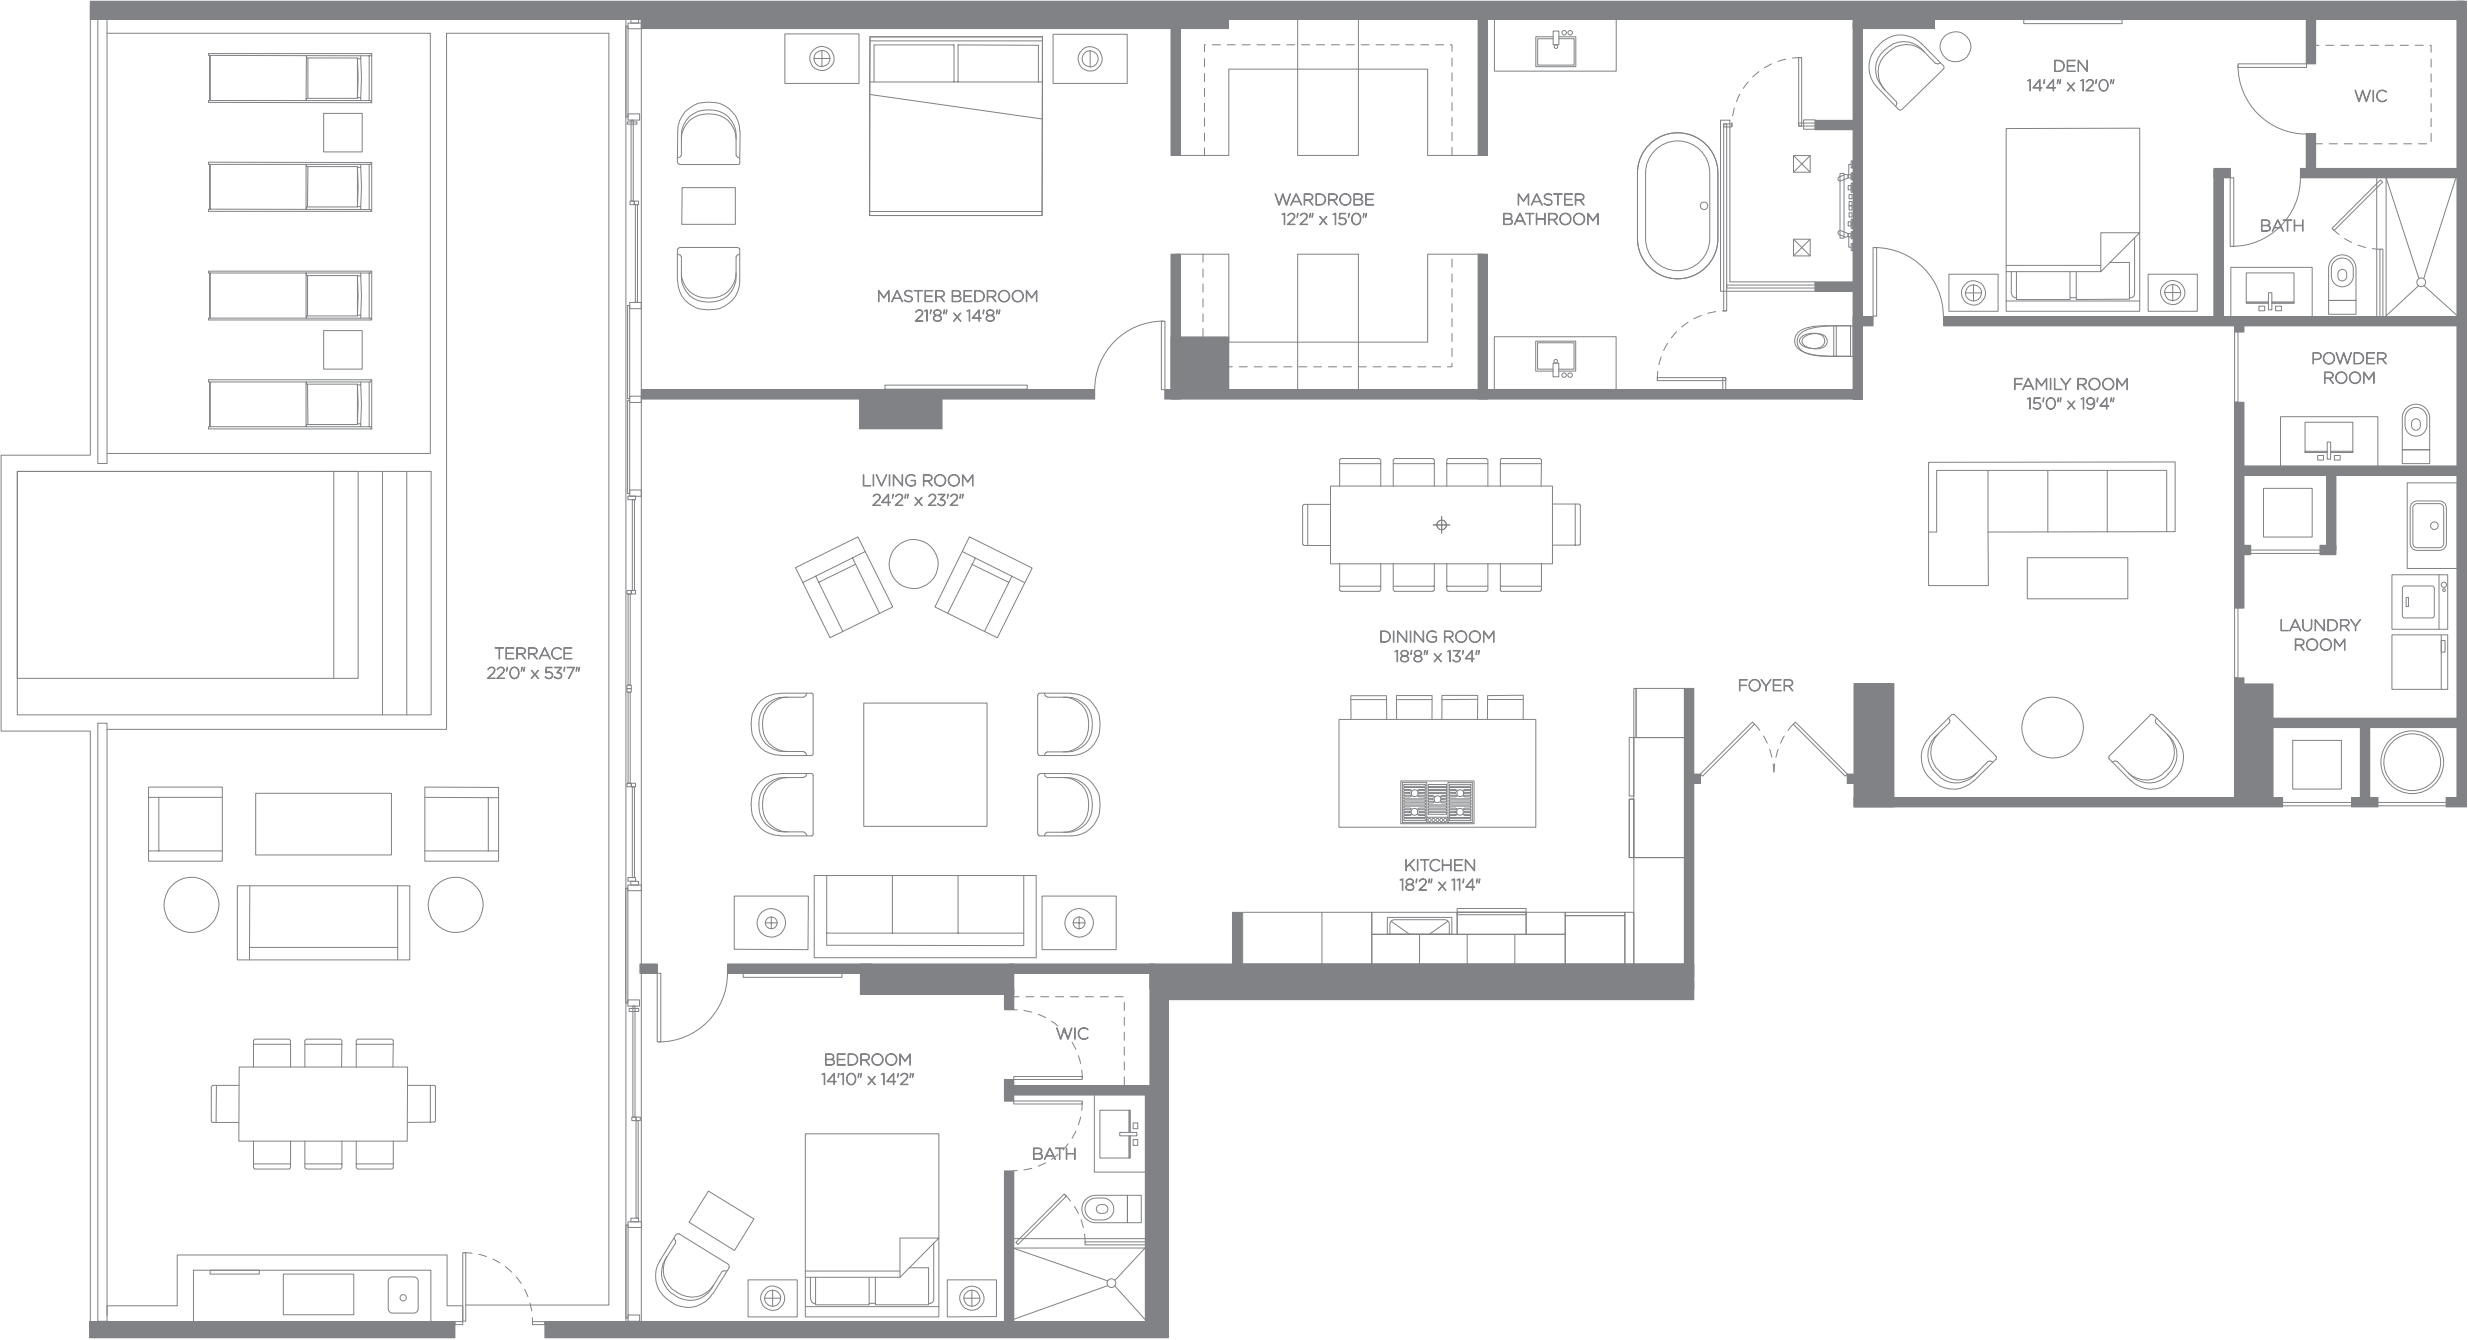 DEN
14'4" x 12'0"
WIC
WARDROBE
12'2" x 15'0"
MASTER
BATHROOM
BATH
MASTER BEDROOM
21'8" x 14'8"
POWDER
ROOM
FAMILY ROOM
15'0" x 19'4"
LIVING ROOM
24'2" x 23'2"
DINING ROOM
18'8" x 13'4"
LAUNDRY
ROOM
TERRACE
22'0" x 53'7"
FOYER
KITCHEN
18'2" x 11'4"
WIC
BEDROOM
14'10" x 14'2"
BATH